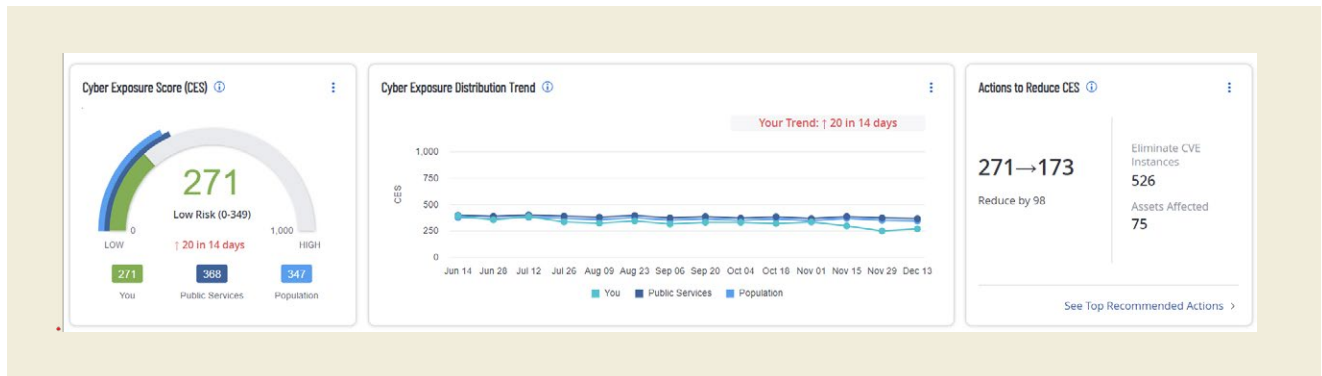 Cyber Exposure Score (CES)
271
Low Risk (0-349)
0
1,000
LOW
↑ 20 in 14 days
HIGH
271
368
347
You
Public Services
Population
Cyber Exposure Distribution Trend
Your Trend: ↑ 20 in 14 days
1,000
750
500
250
0
CES
Jun 14 Jun 28 Jul 12 Jul 26 Aug 09 Aug 23 Sep 06 Sep 20 Oct 04 Oct 18 Nov 01 Nov 15 Nov 29 Dec 13
You Public Services Population
Actions to Reduce CES
271→173
Reduce by 98
Eliminate CVE
Instances
526
Assets Affected
75
See Top Recommended Actions >